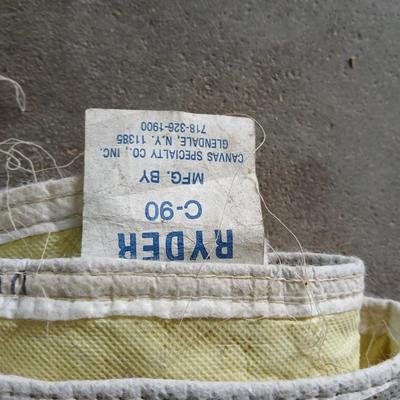 RYDER
C-90
MFG. BY
CANVAS SPECIALTY CO., INC.
GLENDALE, N.Y. 11385
718-326-1900